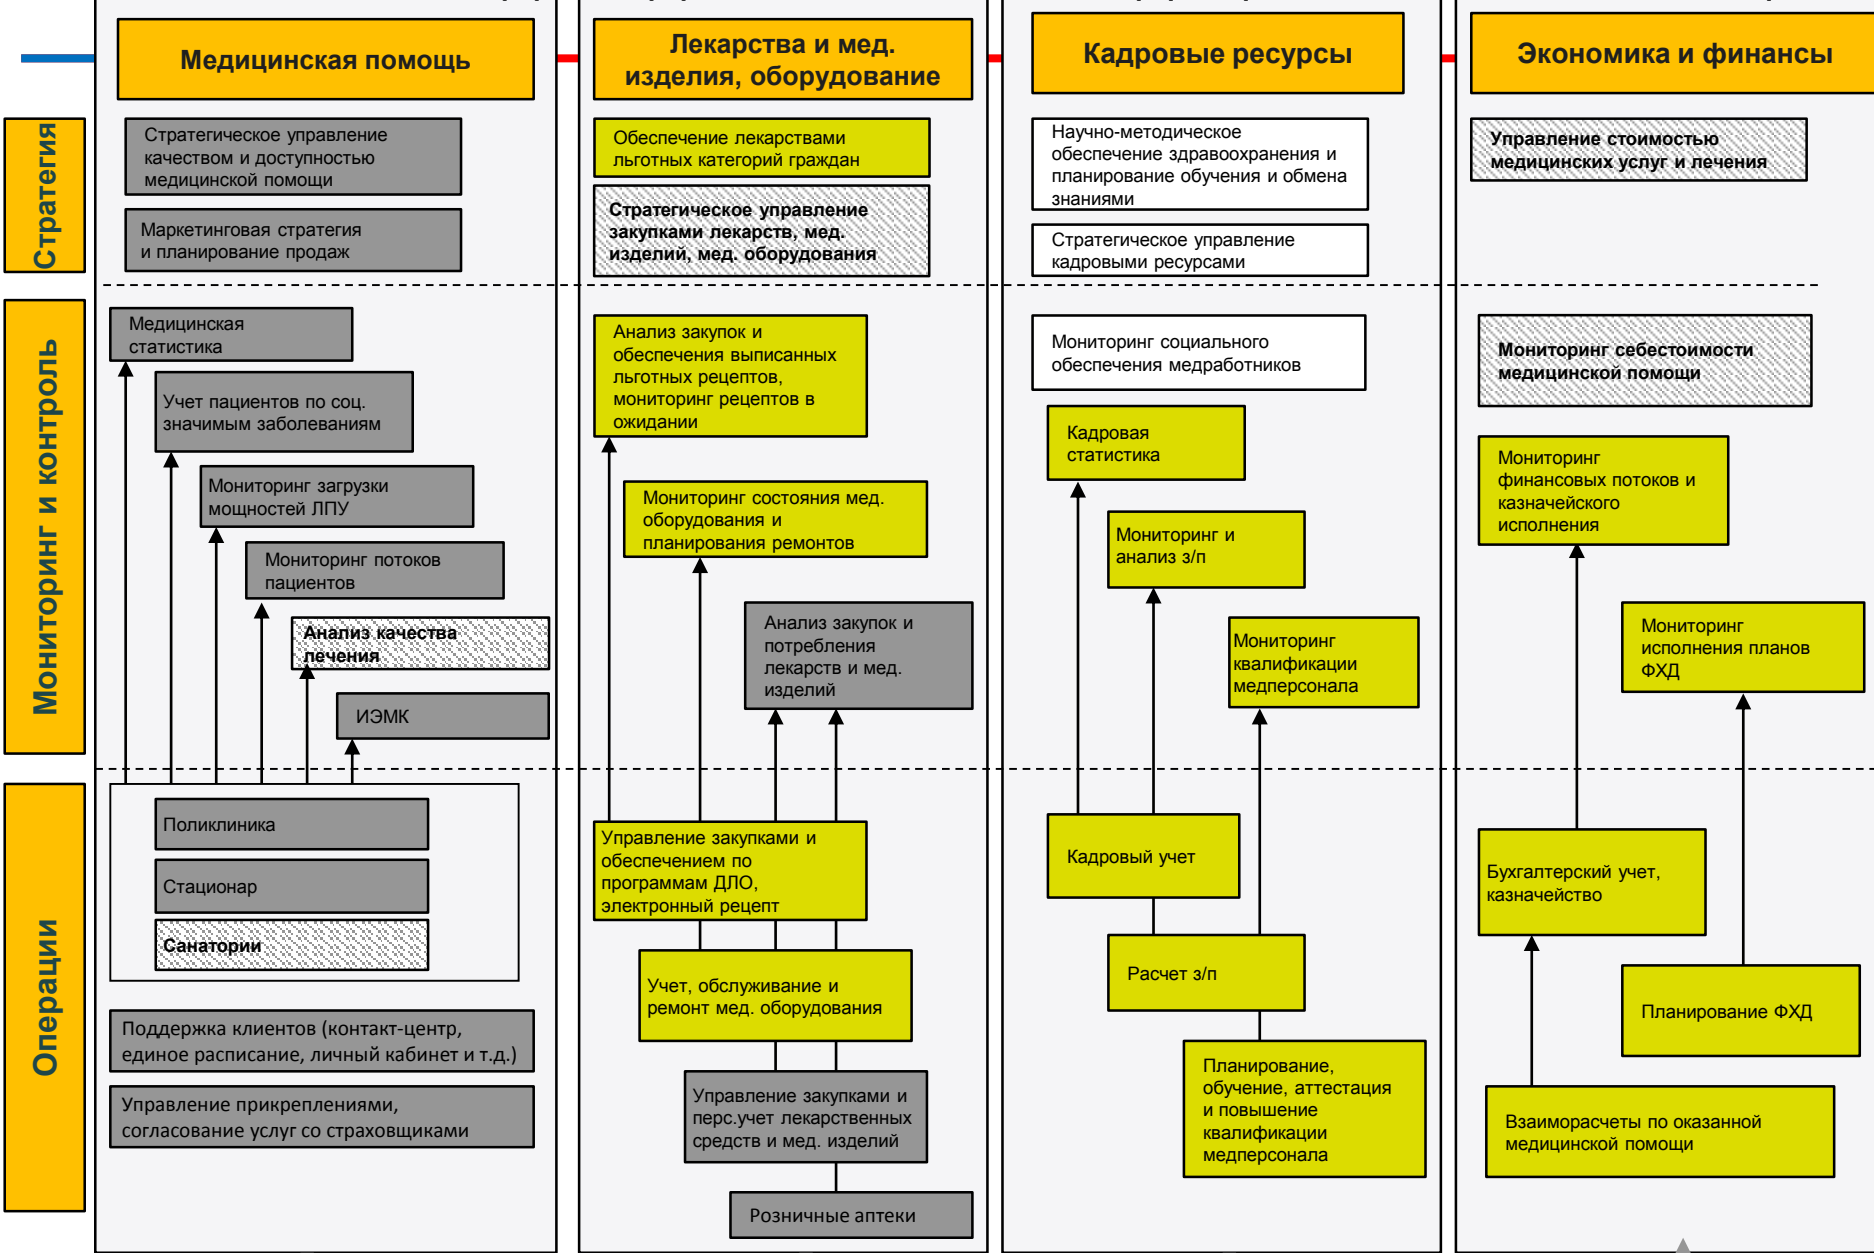 Медицинская помощь
Лекарства и мед.
изделия, оборудование
Кадровые ресурсы
Экономика и финансы
Стратегия
Стратегическое управление
качеством и доступностью
медицинской помощи
Маркетинговая стратегия
и планирование продаж
Обеспечение лекарствами
льготных категорий граждан
Стратегическое управление
закупками лекарств, мед.
изделий, мед. оборудования
Научно-методическое
обеспечение здравоохранения и
планирование обучения и обмена
знаниями
Стратегическое управление
кадровыми ресурсами
Управление стоимостью
медицинских услуг и лечения
Мониторинг и контроль
Медицинская
статистика
Учет пациентов по соц.
значимым заболеваниям
Мониторинг загрузки
мощностей ЛПУ
Мониторинг потоков
пациентов
Анализ качества
лечения
ИЭМК
Анализ закупок и
обеспечения выписанных
льготных рецептов,
мониторинг рецептов в
ожидании
Мониторинг состояния мед.
оборудования и
планирования ремонтов
Анализ закупок и
потребления
лекарств и мед.
изделий
Мониторинг социального
обеспечения медработников
Кадровая
статистика
Мониторинг и
анализ з/п
Мониторинг
квалификации
медперсонала
Мониторинг себестоимости
медицинской помощи
Мониторинг
финансовых потоков и
казначейского
исполнения
Мониторинг
исполнения планов
ФХД
Операции
Поликлиника
Стационар
Санатории
Поддержка клиентов (контакт-центр,
единое расписание, личный кабинет и т.д.)
Управление прикреплениями,
согласование услуг со страховщиками
Управление закупками и
обеспечением по
программам ДЛО,
электронный рецепт
Учет, обслуживание и
ремонт мед. оборудования
Управление закупками и
перс.учет лекарственных
средств и мед. изделий
Розничные аптеки
Кадровый учет
Расчет з/п
Планирование,
обучение, аттестация
и повышение
квалификации
медперсонала
Бухгалтерский учет,
казначейство
Планирование ФХД
Взаиморасчеты по оказанной
медицинской помощи